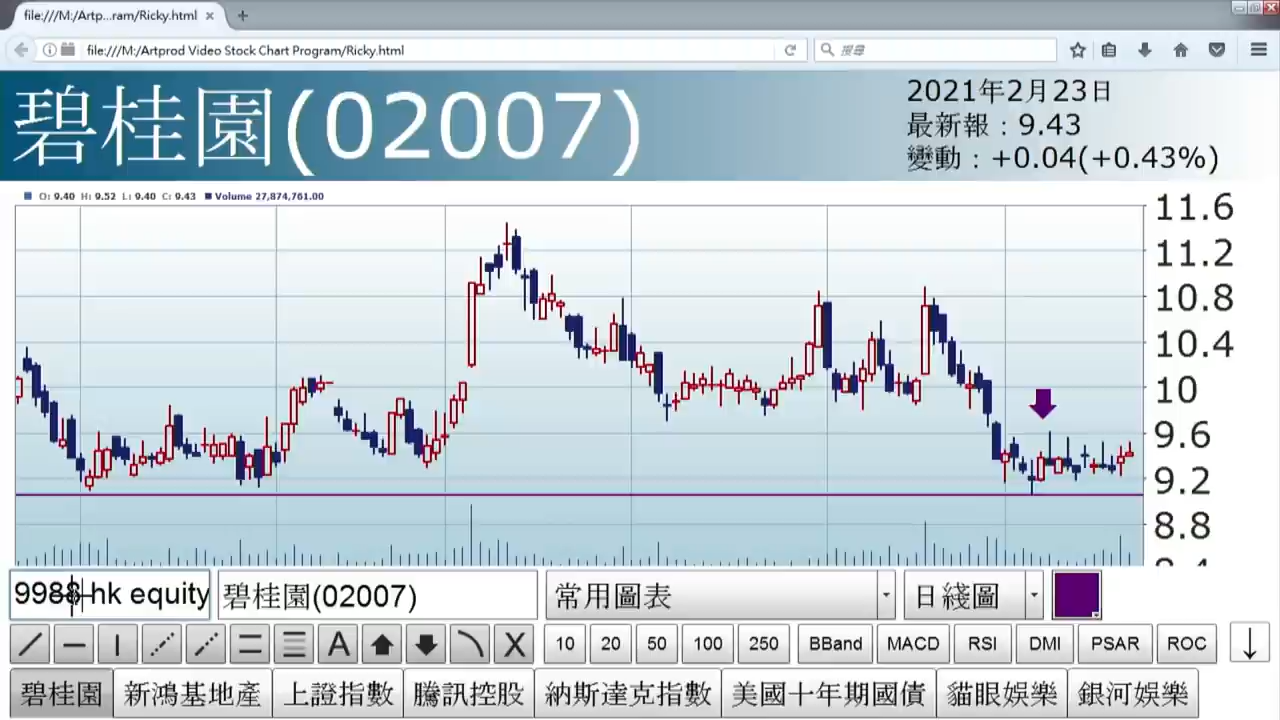 file:///M:/Artp...ram/Ricky.html
file:///M:/Artprod Video Stock Chart Program/Ricky.html
搜尋
碧桂園(02007)
2021年2月23日
最新報：9.43
變動：+0.04(+0.43%)
O: 9.40 H: 9.52 L: 9.40 C: 9.43 Volume 27,874,761.00
11.6
11.2
10.8
10.4
10
9.6
9.2
8.8
8.4
9988 hk equity
碧桂園(02007)
常用圖表
日綫圖
A X 10 20 50 100 250 BBand MACD RSI DMI PSAR ROC
碧桂園 新鴻基地產 上證指數 騰訊控股 納斯達克指數 美國十年期國債 貓眼娛樂 銀河娛樂